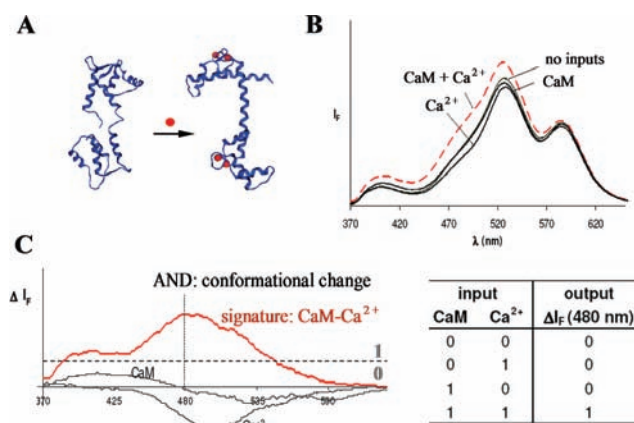 A
B
no inputs
CaM + Ca²⁺
CaM
Ca²⁺
I_F
370 420 470 520 570 620
λ (nm)
C
Δ I_F
AND: conformational change
signature: CaM-Ca²⁺
1
0
CaM
370 425 480 535 590
input output
CaM Ca²⁺ ΔI_F (480 nm)
0 0 0
0 1 0
1 0 0
1 1 1